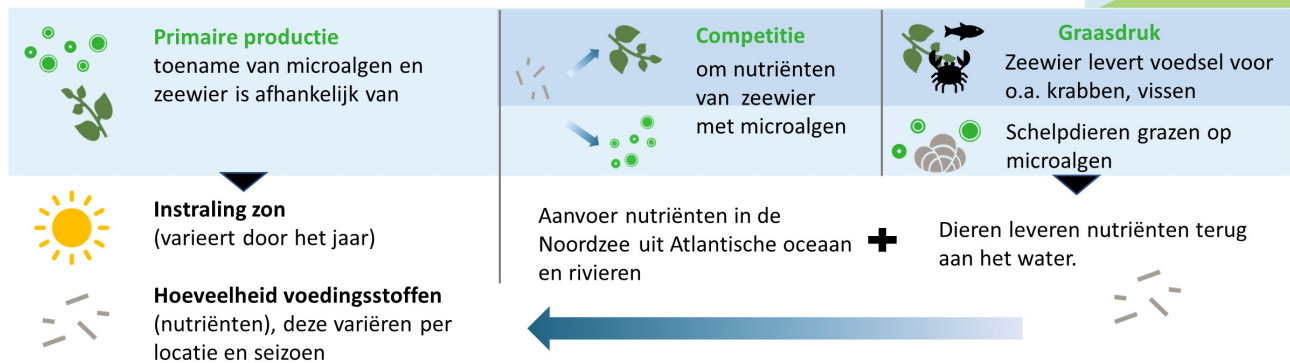 Primaire productie
toename van microalgen en
zeewier is afhankelijk van
Instraling zon
(varieert door het jaar)
Hoeveelheid voedingsstoffen
(nutriënten), deze variëren per
locatie en seizoen
Competitie
om nutriënten
van zeewier
met microalgen
Graasdruk
Zeewier levert voedsel voor
o.a. krabben, vissen
Schelpdieren grazen op
microalgen
Aanvoer nutriënten in de
Noordzee uit Atlantische oceaan
en rivieren
Dieren leveren nutriënten terug
aan het water.